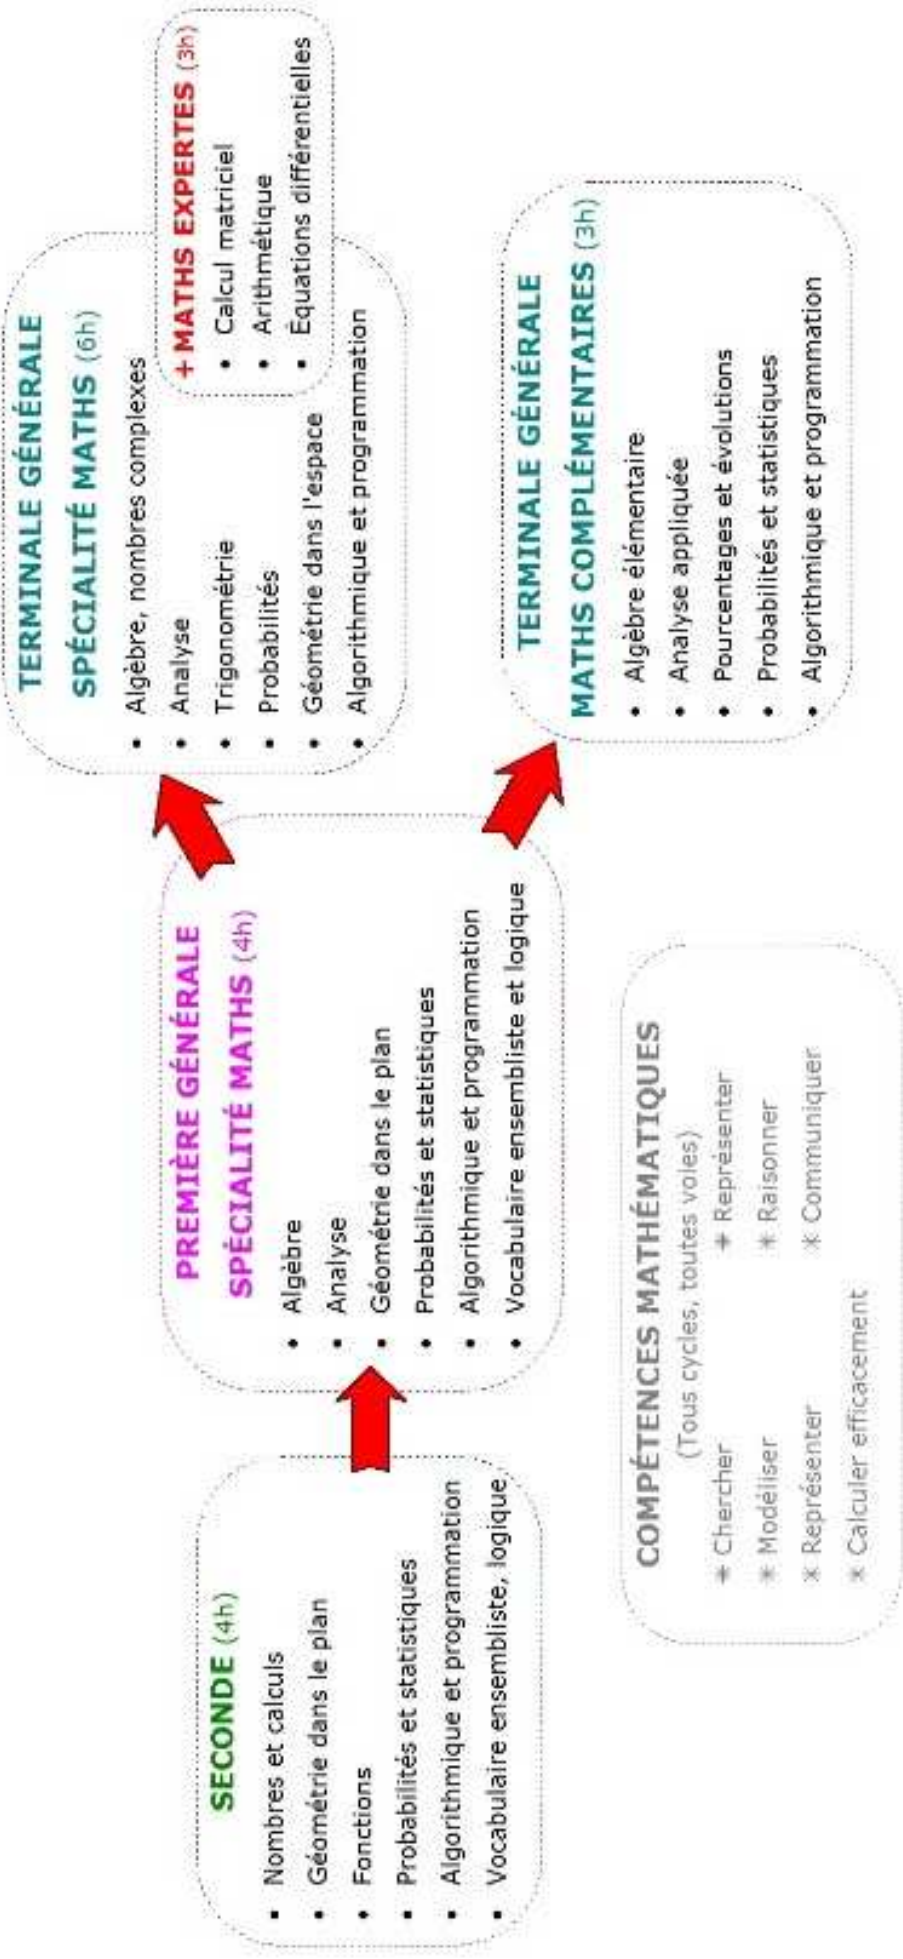 SECONDE (4h)
• Nombres et calculs
• Géométrie dans le plan
• Fonctions
• Probabilités et statistiques
• Algorithmique et programmation
• Vocabulaire ensembliste, logique
PREMIÈRE GÉNÉRALE
SPÉCIALITÉ MATHS (4h)
• Algèbre
• Analyse
• Géométrie dans le plan
• Probabilités et statistiques
• Algorithmique et programmation
• Vocabulaire ensembliste et logique
TERMINALE GÉNÉRALE
SPÉCIALITÉ MATHS (6h)
• Algèbre, nombres complexes
• Analyse
• Trigonométrie
• Probabilités
• Géométrie dans l'espace
• Algorithmique et programmation
+ MATHS EXPERTES (3h)
• Calcul matriciel
• Arithmétique
• Équations différentielles
TERMINALE GÉNÉRALE
MATHS COMPLÉMENTAIRES (3h)
• Algèbre élémentaire
• Analyse appliquée
• Pourcentages et évolutions
• Probabilités et statistiques
• Algorithmique et programmation
COMPÉTENCES MATHÉMATIQUES
(Tous cycles, toutes voies)
* Chercher
* Modéliser
* Représenter
* Calculer efficacement
* Représenter
* Raisonner
* Communiquer